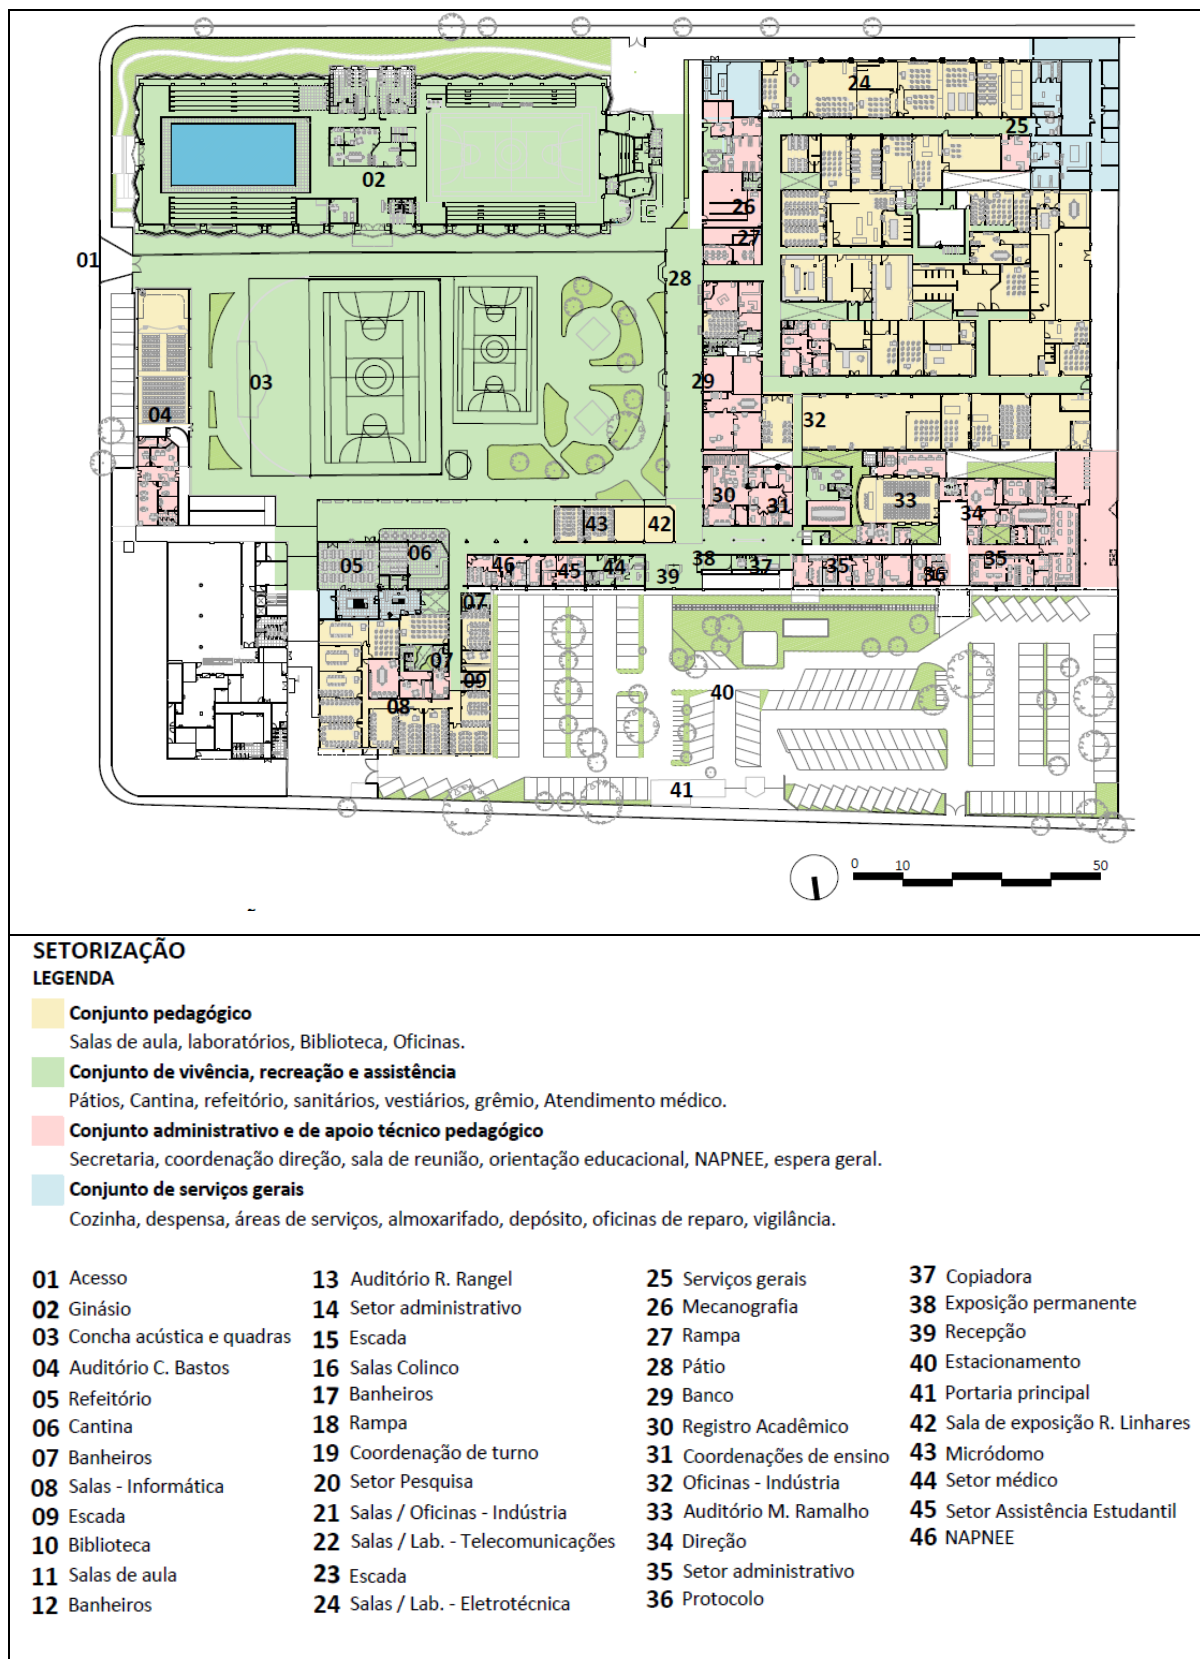 24
25
02
26
27
01
28
03
29
04
32
30
31
33
34
43
42
06
05
46
45
44
39
38
37
35
36
35
07
07
09
08
40
41
0 10 50
SETORIZAÇÃO
LEGENDA
Conjunto pedagógico
Salas de aula, laboratórios, Biblioteca, Oficinas.
Conjunto de vivência, recreação e assistência
Pátios, Cantina, refeitório, sanitários, vestiários, grêmio, Atendimento médico.
Conjunto administrativo e de apoio técnico pedagógico
Secretaria, coordenação direção, sala de reunião, orientação educacional, NAPNEE, espera geral.
Conjunto de serviços gerais
Cozinha, despensa, áreas de serviços, almoxarifado, depósito, oficinas de reparo, vigilância.
01 Acesso
02 Ginásio
03 Concha acústica e quadras
04 Auditório C. Bastos
05 Refeitório
06 Cantina
07 Banheiros
08 Salas - Informática
09 Escada
10 Biblioteca
11 Salas de aula
12 Banheiros
13 Auditório R. Rangel
14 Setor administrativo
15 Escada
16 Salas Colinco
17 Banheiros
18 Rampa
19 Coordenação de turno
20 Setor Pesquisa
21 Salas / Oficinas - Indústria
22 Salas / Lab. - Telecomunicações
23 Escada
24 Salas / Lab. - Eletrotécnica
25 Serviços gerais
26 Mecanografia
27 Rampa
28 Pátio
29 Banco
30 Registro Acadêmico
31 Coordenações de ensino
32 Oficinas - Indústria
33 Auditório M. Ramalho
34 Direção
35 Setor administrativo
36 Protocolo
37 Copiadora
38 Exposição permanente
39 Recepção
40 Estacionamento
41 Portaria principal
42 Sala de exposição R. Linhares
43 Micródomo
44 Setor médico
45 Setor Assistência Estudantil
46 NAPNEE